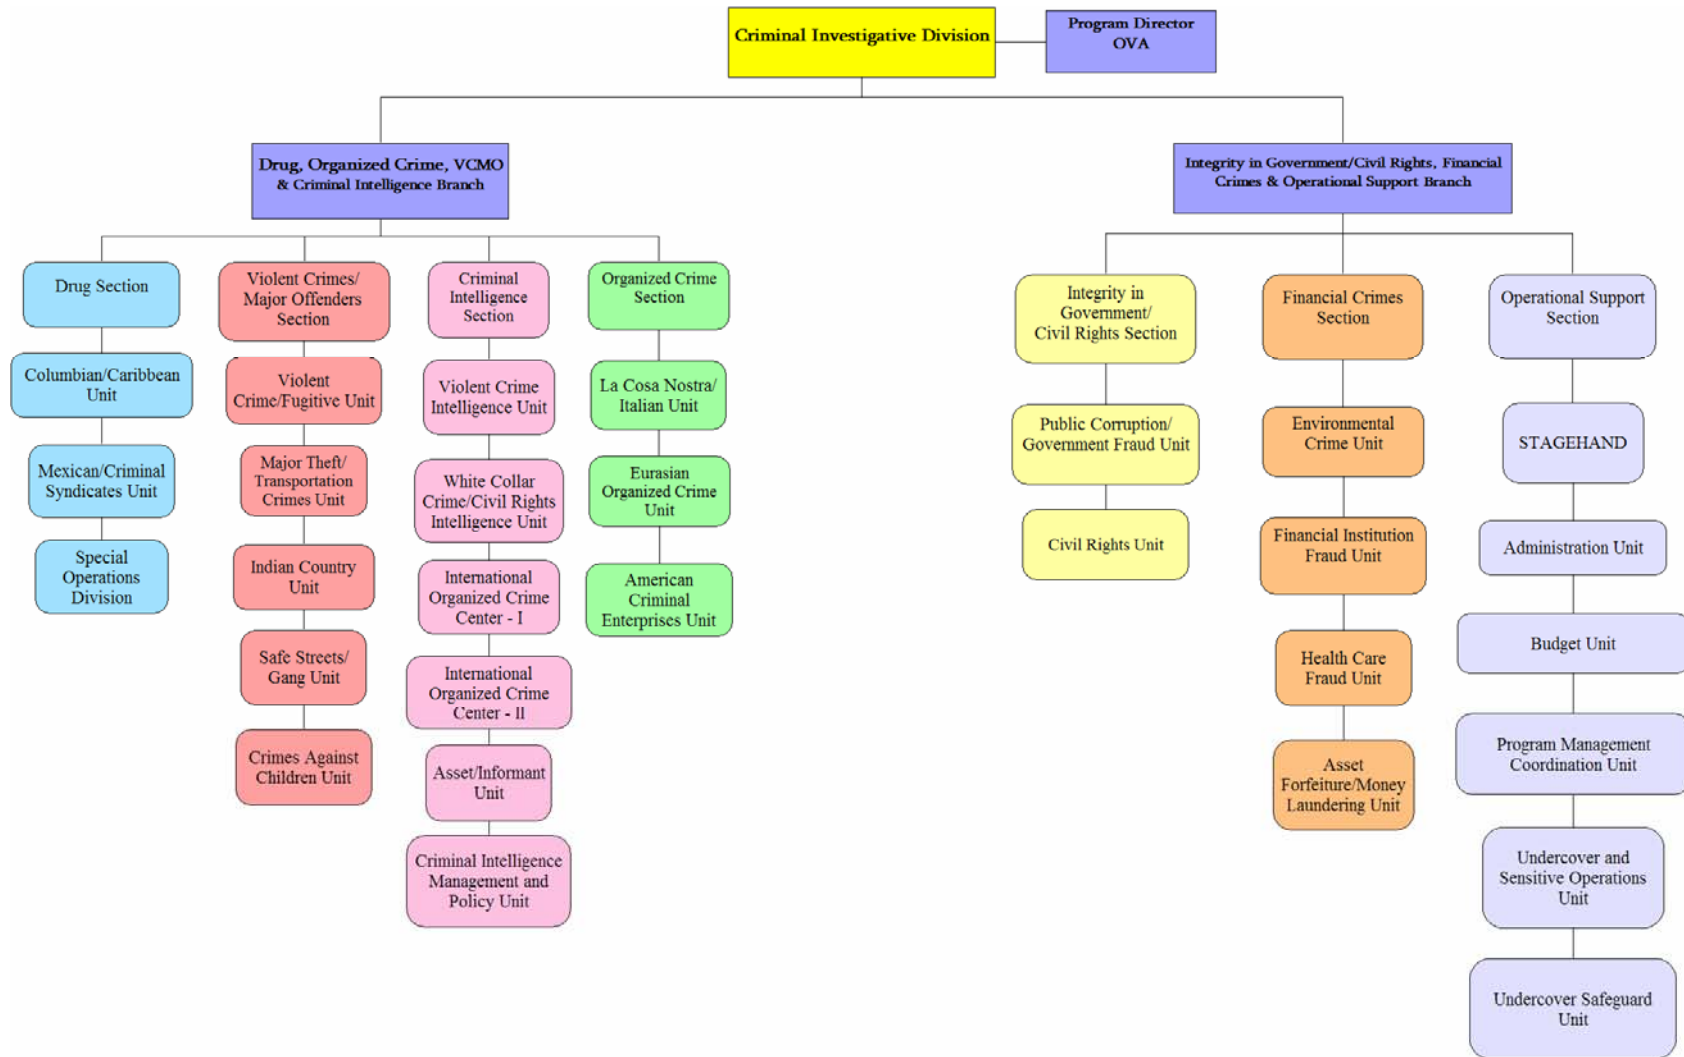 Criminal Investigative Division
Program Director
OVA
Drug, Organized Crime, VCMO
& Criminal Intelligence Branch
Integrity in Government/Civil Rights, Financial
Crimes & Operational Support Branch
Drug Section
Columbian/Caribbean
Unit
Mexican/Criminal
Syndicates Unit
Special
Operations
Division
Violent Crimes/
Major Offenders
Section
Violent
Crime/Fugitive Unit
Major Theft/
Transportation
Crimes Unit
Indian Country
Unit
Safe Streets/
Gang Unit
Crimes Against
Children Unit
Criminal
Intelligence
Section
Violent Crime
Intelligence Unit
White Collar
Crime/Civil Rights
Intelligence Unit
International
Organized Crime
Center - I
International
Organized Crime
Center - II
Asset/Informant
Unit
Criminal Intelligence
Management and
Policy Unit
Organized Crime
Section
La Cosa Nostra/
Italian Unit
Eurasian
Organized Crime
Unit
American
Criminal
Enterprises Unit
Integrity in
Government/
Civil Rights Section
Public Corruption/
Government Fraud Unit
Civil Rights Unit
Financial Crimes
Section
Environmental
Crime Unit
Financial Institution
Fraud Unit
Health Care
Fraud Unit
Asset
Forfeiture/Money
Laundering Unit
Operational Support
Section
STAGEHAND
Administration Unit
Budget Unit
Program Management
Coordination Unit
Undercover and
Sensitive Operations
Unit
Undercover Safeguard
Unit